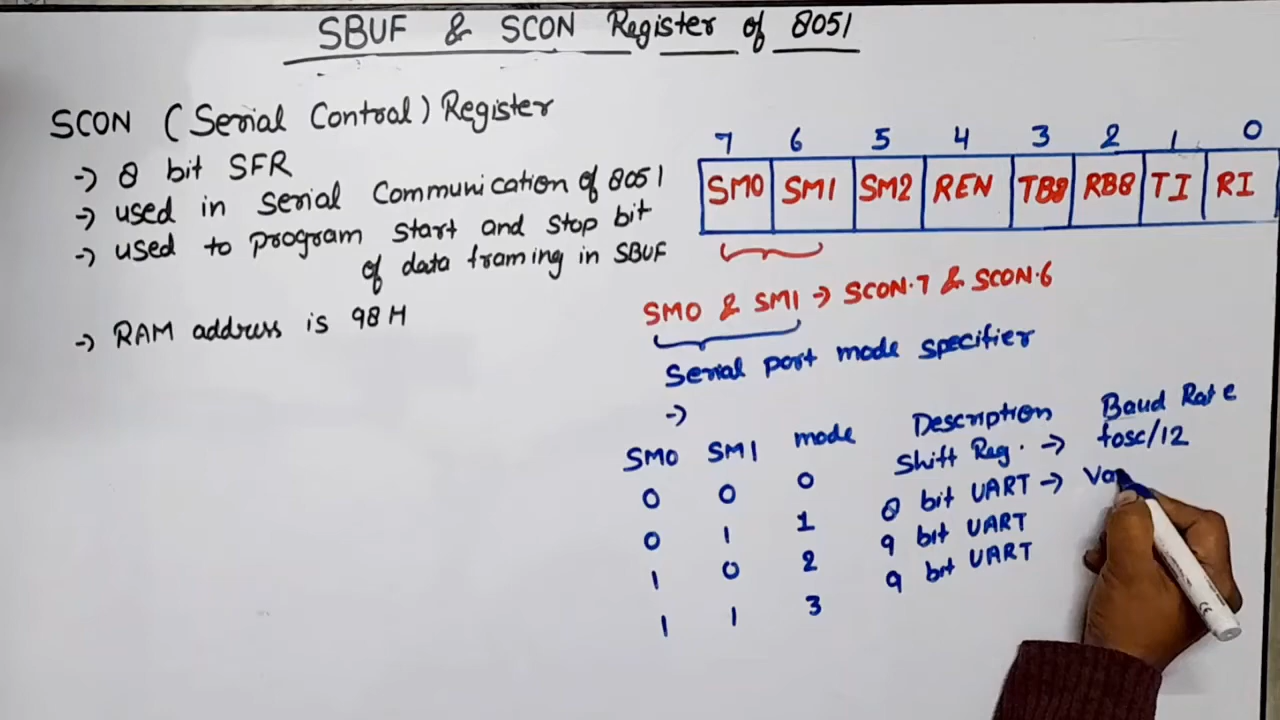 SBUF & SCON Register of 8051
SCON (Serial Control) Register
-> 8 bit SFR
-> used in serial communication of 8051
-> used to program start and stop bit
of data framing in SBUF
-> RAM address is 98H
7 6 5 4 3 2 1 0
SM0 SM1 SM2 REN TB8 RB8 TI RI
SM0 & SM1 -> SCON.7 & SCON.6
Serial port mode specifier
->
SM0 SM1 mode Description Baud Rate
0 0 0 Shift Reg. -> fosc/12
0 1 1 8 bit UART ->
1 0 2 9 bit UART
1 1 3 9 bit UART